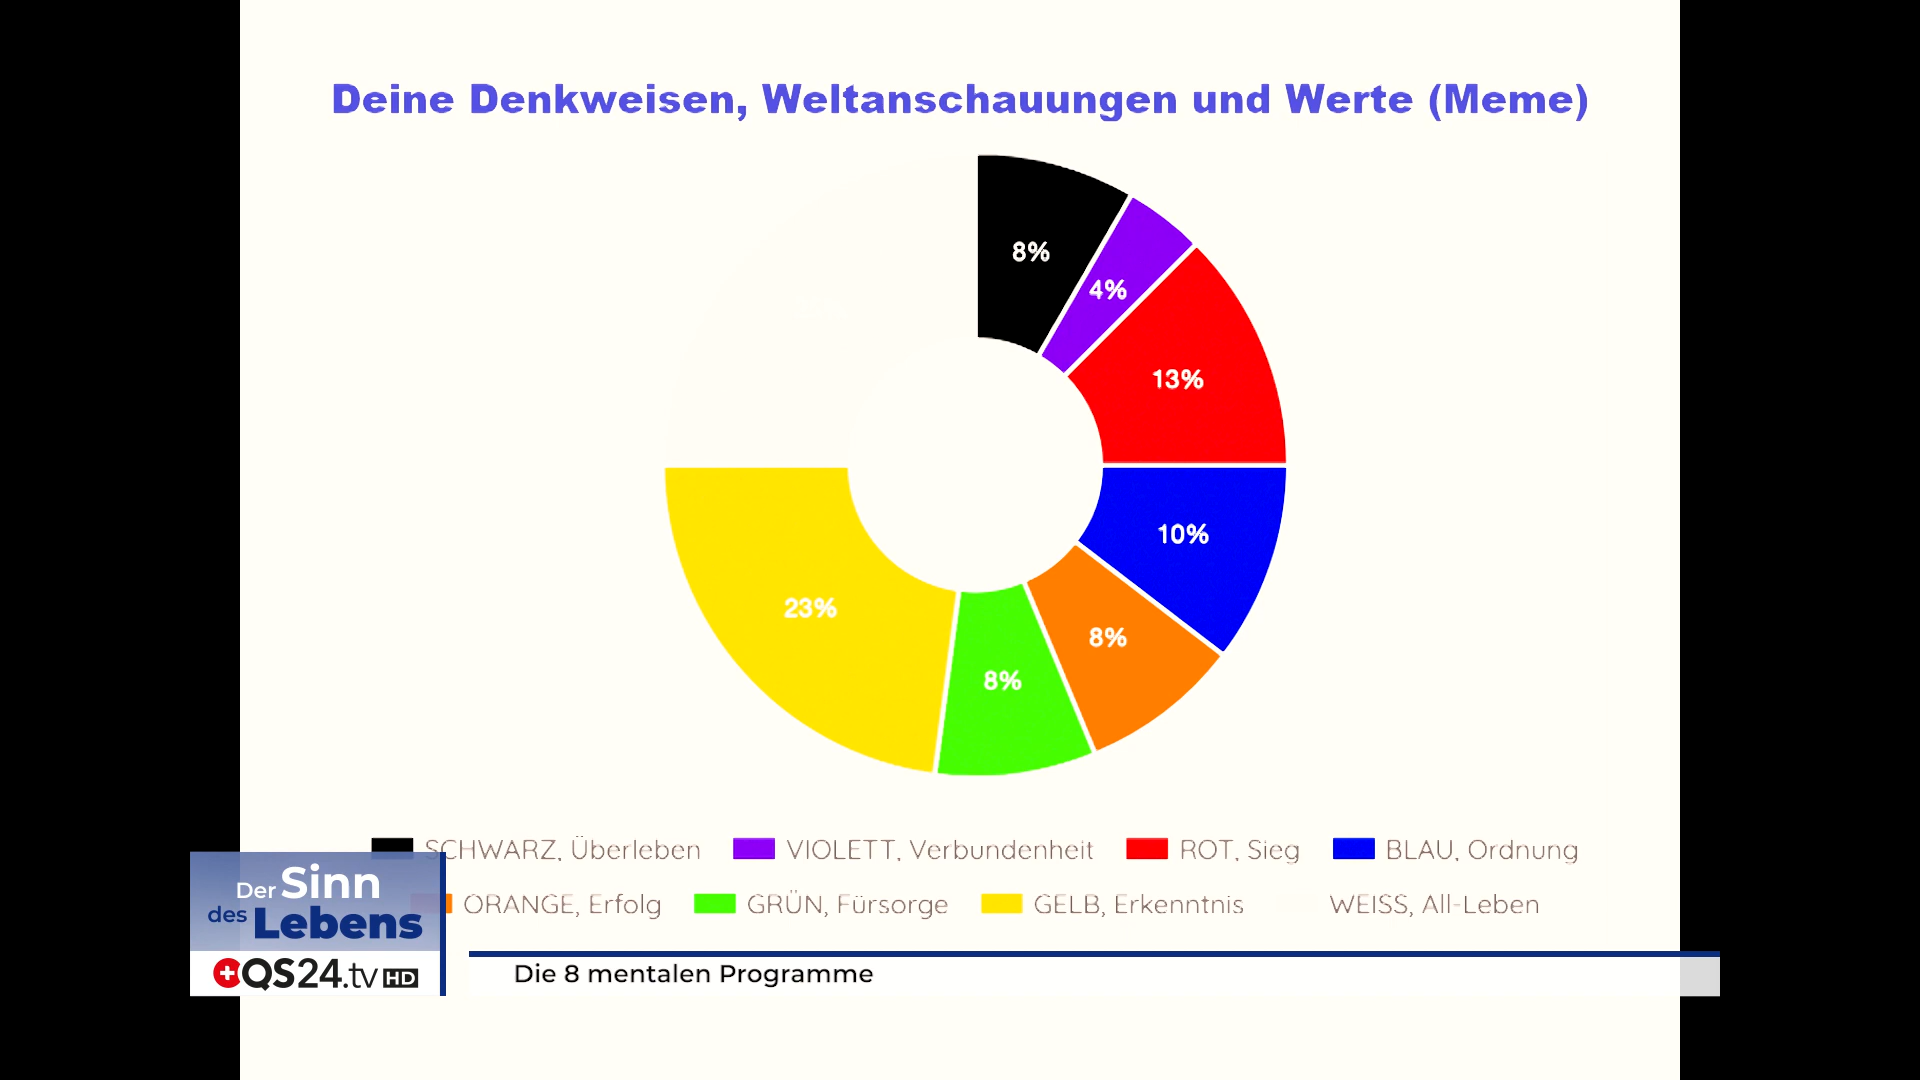 Deine Denkweisen, Weltanschauungen und Werte (Meme)
8%
4%
13%
10%
8%
8%
23%
SCHWARZ, Überleben
VIOLETT, Verbundenheit
ROT, Sieg
BLAU, Ordnung
ORANGE, Erfolg
GRÜN, Fürsorge
GELB, Erkenntnis
WEISS, All-Leben
Der Sinn
des Lebens
QS24.tv HD
Die 8 mentalen Programme